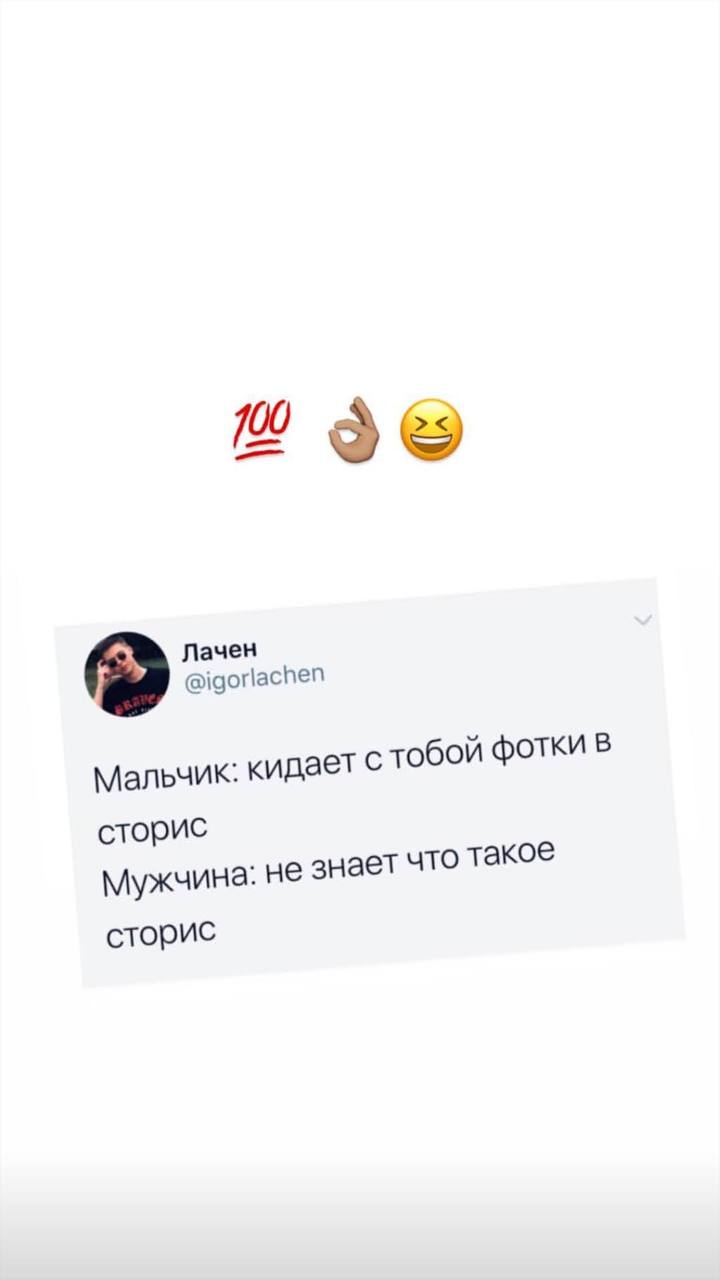 💯 👌🏽 😆
Лачен
@igorlachen
Мальчик: кидает с тобой фотки в
сторис
Мужчина: не знает что такое
сторис